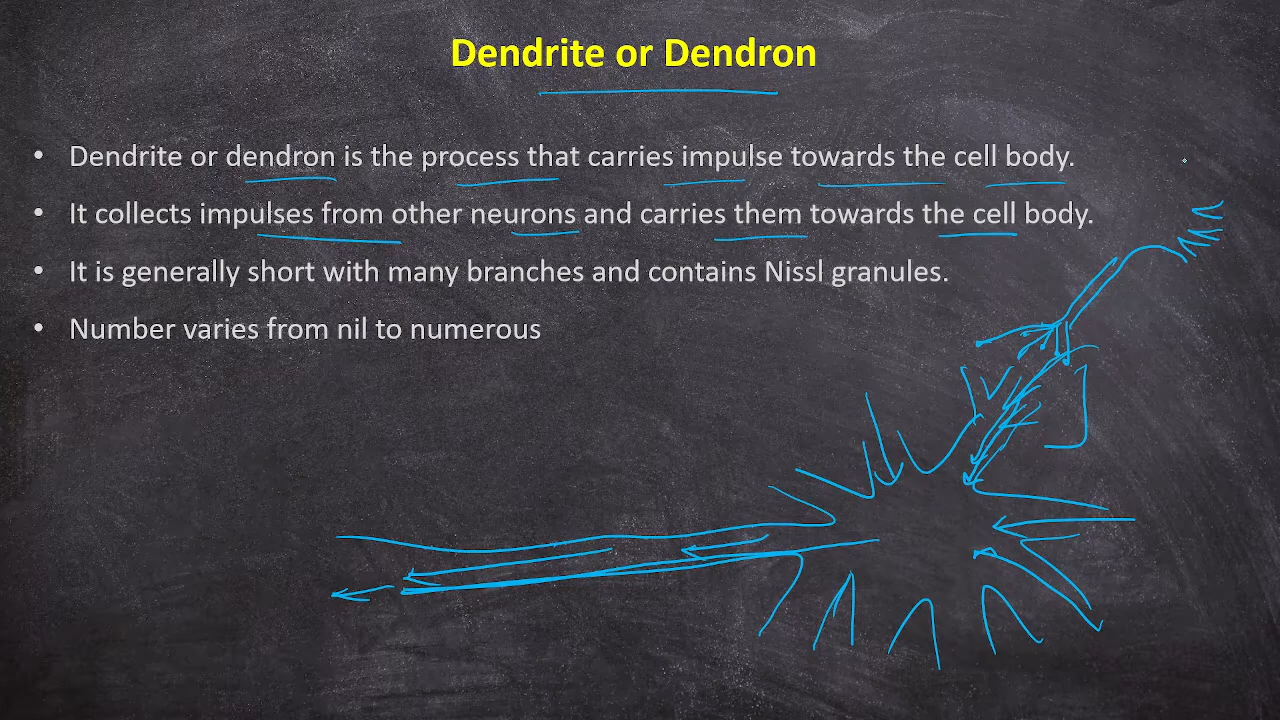 Dendrite or Dendron
• Dendrite or dendron is the process that carries impulse towards the cell body.
• It collects impulses from other neurons and carries them towards the cell body.
• It is generally short with many branches and contains Nissl granules.
• Number varies from nil to numerous